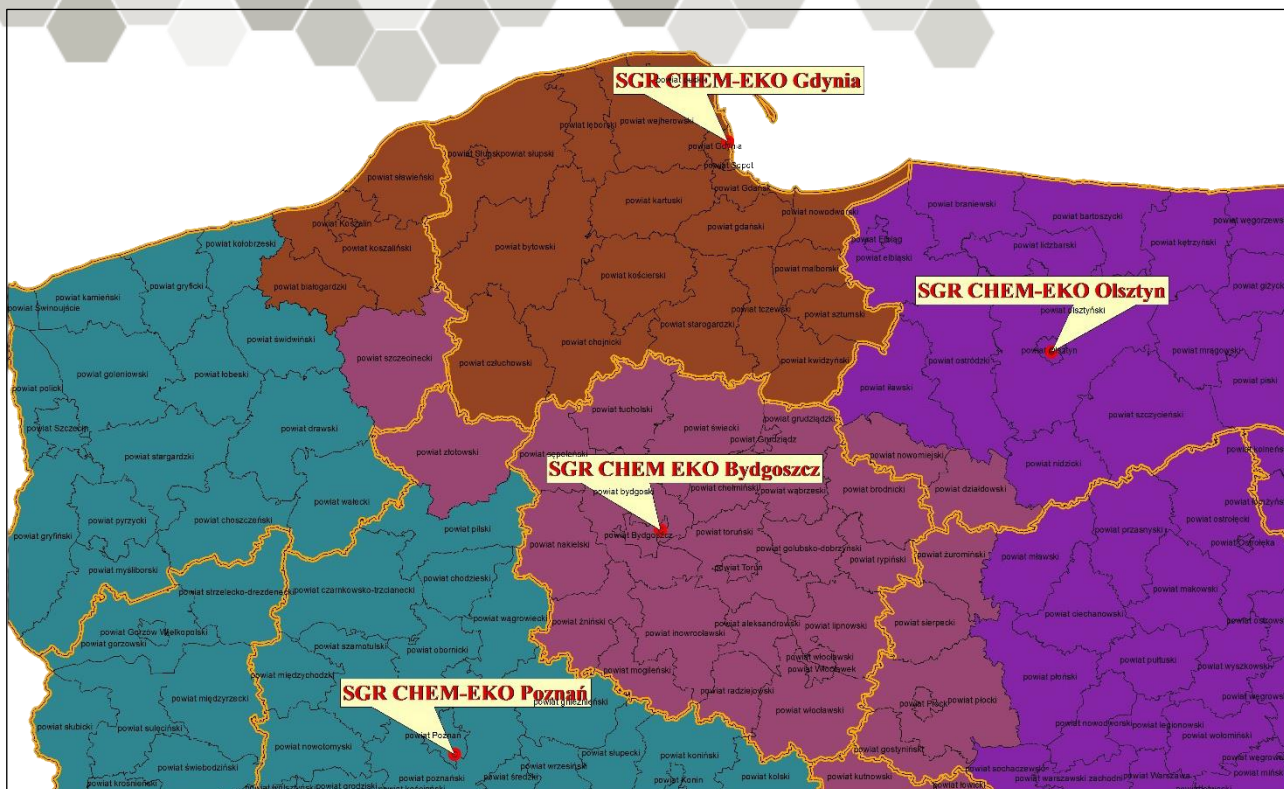 SGR CHEM-EKO Gdynia
powiat lęborski
powiat wejherowski
powiat Gdynia
powiat Słupsk
powiat słupski
powiat Sopot
powiat sławieński
powiat Gdańsk
powiat kartuski
powiat nowodworski
powiat braniewski
powiat bartoszycki
powiat Koszalin
powiat gdański
powiat kołobrzeski
powiat koszaliński
powiat bytowski
powiat Elbląg
powiat lidzbarski
powiat kętrzyński
powiat elbląski
powiat kościerski
powiat malborski
powiat gryficki
powiat białogardzki
SGR CHEM-EKO Olsztyn
powiat kamieński
powiat Świnoujście
powiat tczewski
powiat sztumski
powiat olsztyński
powiat starogardzki
powiat świdwiński
powiat chojnicki
powiat Olsztyn
powiat mrągowski
powiat szczecinecki
powiat człuchowski
powiat kwidzyński
powiat ostródzki
powiat goleniowski
powiat łobeski
powiat policki
powiat iławski
powiat piski
powiat tucholski
powiat grudziądzki
powiat szczycieński
powiat świecki
powiat Szczecin
powiat drawski
powiat Grudziądz
powiat złotowski
powiat sępoleński
powiat stargardzki
powiat nowomiejski
powiat nidzicki
SGR CHEM EKO Bydgoszcz
powiat działdowski
powiat bydgoski
powiat chełmiński
powiat wąbrzeski
powiat brodnicki
powiat wałecki
powiat pyrzycki
powiat choszczeński
powiat gryfiński
powiat pilski
powiat przasnyski
powiat ostrołęcki
powiat Bydgoszcz
powiat toruński
powiat nakielski
powiat golubsko-dobrzyński
powiat rypiński
powiat żuromiński
powiat mławski
powiat myśliborski
powiat Toruń
powiat chodzieski
powiat strzelecko-drezdenecki
powiat czarnkowsko-trzcianecki
powiat makowski
powiat wągrowiecki
powiat żniński
powiat aleksandrowski
powiat lipnowski
powiat sierpecki
powiat ciechanowski
powiat Gorzów Wielkopolski
powiat gorzowski
powiat szamotulski
powiat obornicki
powiat inowrocławski
powiat włocławski
powiat Włocławek
powiat pułtuski
powiat międzychodzki
powiat mogileński
powiat wyszkowski
powiat płoński
SGR CHEM-EKO Poznań
powiat międzyrzecki
powiat radziejowski
powiat gnieźnieński
powiat Płock
powiat płocki
powiat włocławski
powiat słubicki
powiat sulęciński
powiat nowodworski
powiat legionowski
powiat Poznań
powiat wołomiński
powiat nowotomyski
powiat słupecki
powiat koniński
powiat gostyniński
powiat świebodziński
powiat wrzesiński
powiat sochaczewski
powiat poznański
powiat średzki
powiat Konin
powiat kolski
powiat kutnowski
powiat warszawski zachodni
powiat Warszawa
powiat krośnieński